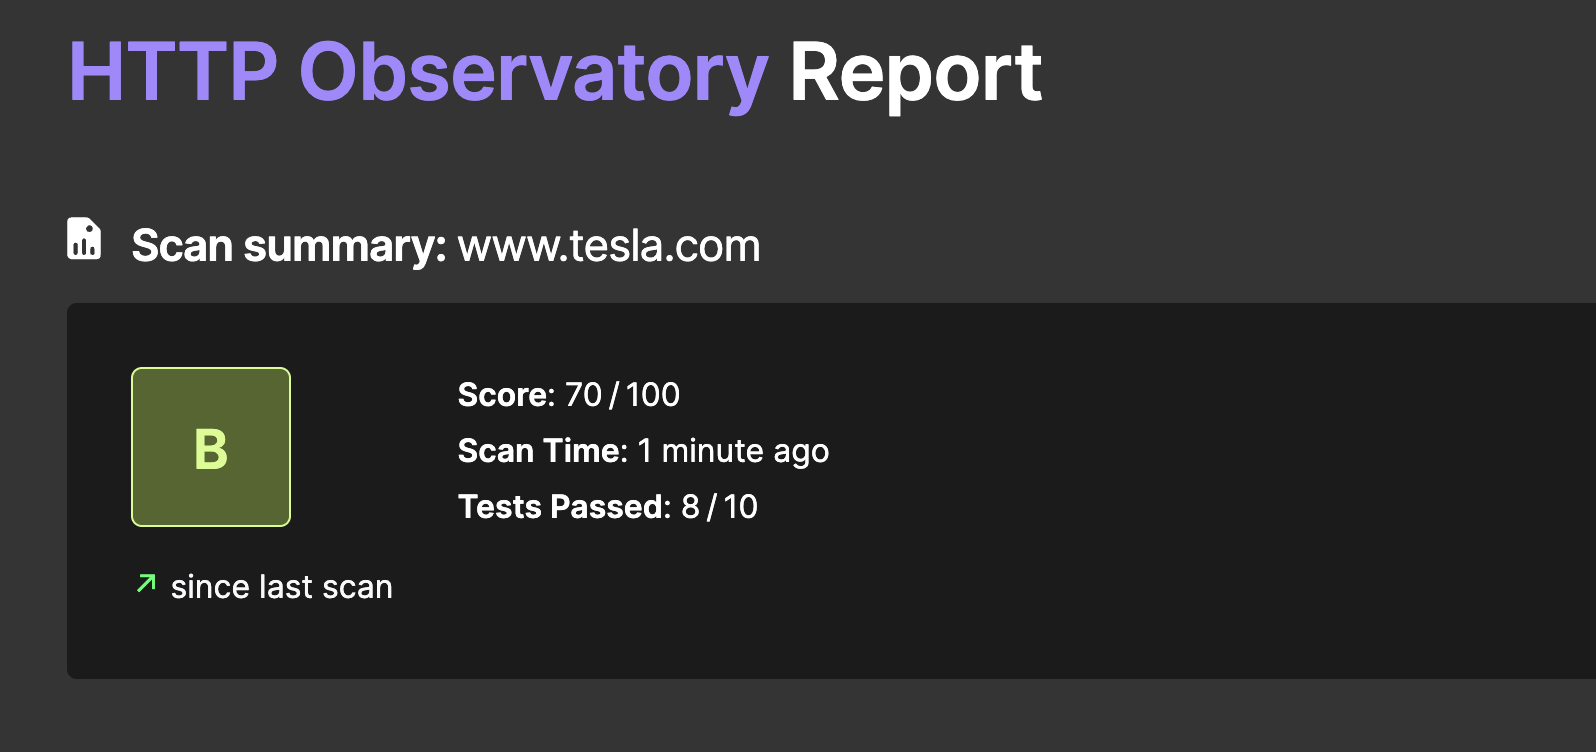 HTTP Observatory Report
Scan summary: www.tesla.com
B
Score: 70 / 100
Scan Time: 1 minute ago
Tests Passed: 8 / 10
since last scan